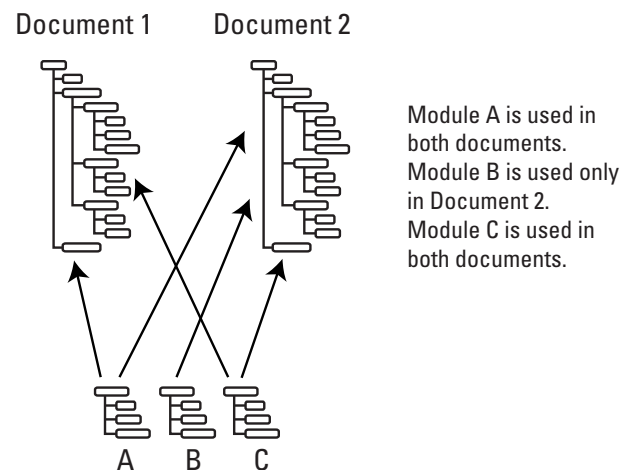 Document 1 Document 2
Module A is used in
both documents.
Module B is used only
in Document 2.
Module C is used in
both documents.
A B C